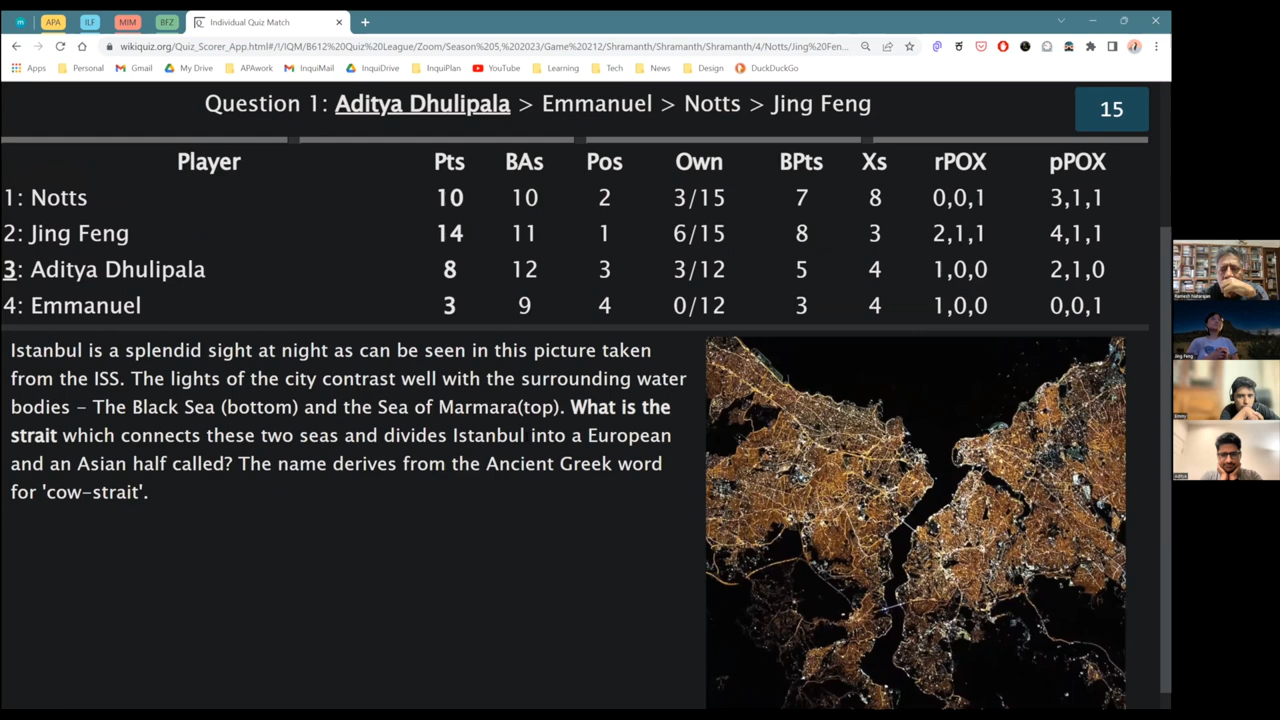 APA
ILF
MIM
BFZ
Individual Quiz Match
wikiquiz.org/Quiz_Scorer_App.html#/!/IQM/B612%20Quiz%20League/Zoom/Season%205,%202023/Game%20212/Shramanth/Shramanth/Shramanth/4/Notts/Jing%20Fen...
Apps Personal Gmail My Drive APAwork InquiMail InquiDrive InquiPlan YouTube Learning Tech News Design DuckDuckGo
Question 1: Aditya Dhulipala > Emmanuel > Notts > Jing Feng
15
Player Pts BAs Pos Own BPts Xs rPOX pPOX
1: Notts 10 10 2 3/15 7 8 0,0,1 3,1,1
2: Jing Feng 14 11 1 6/15 8 3 2,1,1 4,1,1
3: Aditya Dhulipala 8 12 3 3/12 5 4 1,0,0 2,1,0
4: Emmanuel 3 9 4 0/12 3 4 1,0,0 0,0,1
Istanbul is a splendid sight at night as can be seen in this picture taken
from the ISS. The lights of the city contrast well with the surrounding water
bodies - The Black Sea (bottom) and the Sea of Marmara(top). What is the
strait which connects these two seas and divides Istanbul into a European
and an Asian half called? The name derives from the Ancient Greek word
for 'cow-strait'.
Ramesh Natarajan
Jing Feng